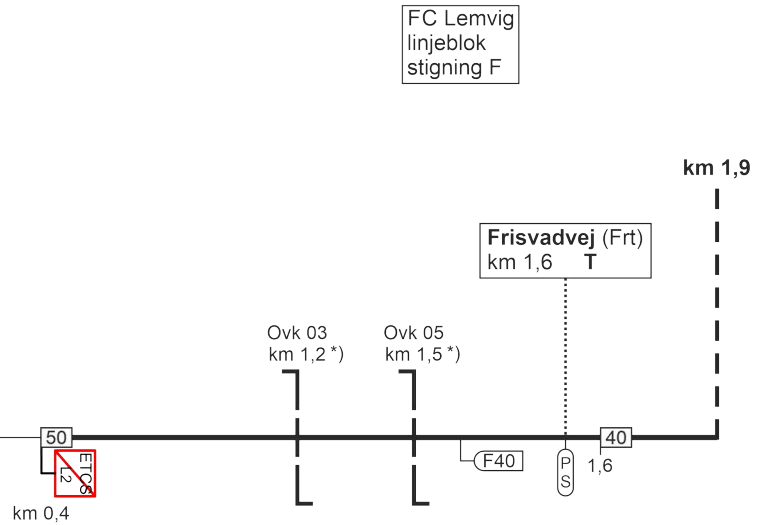 FC Lemvig
linjeblok
stigning F
km 1,9
Frisvadvej (Frt)
km 1,6 T
Ovk 03
km 1,2 *)
Ovk 05
km 1,5 *)
50
40
ETCS
L2
F40
P
S
1,6
km 0,4